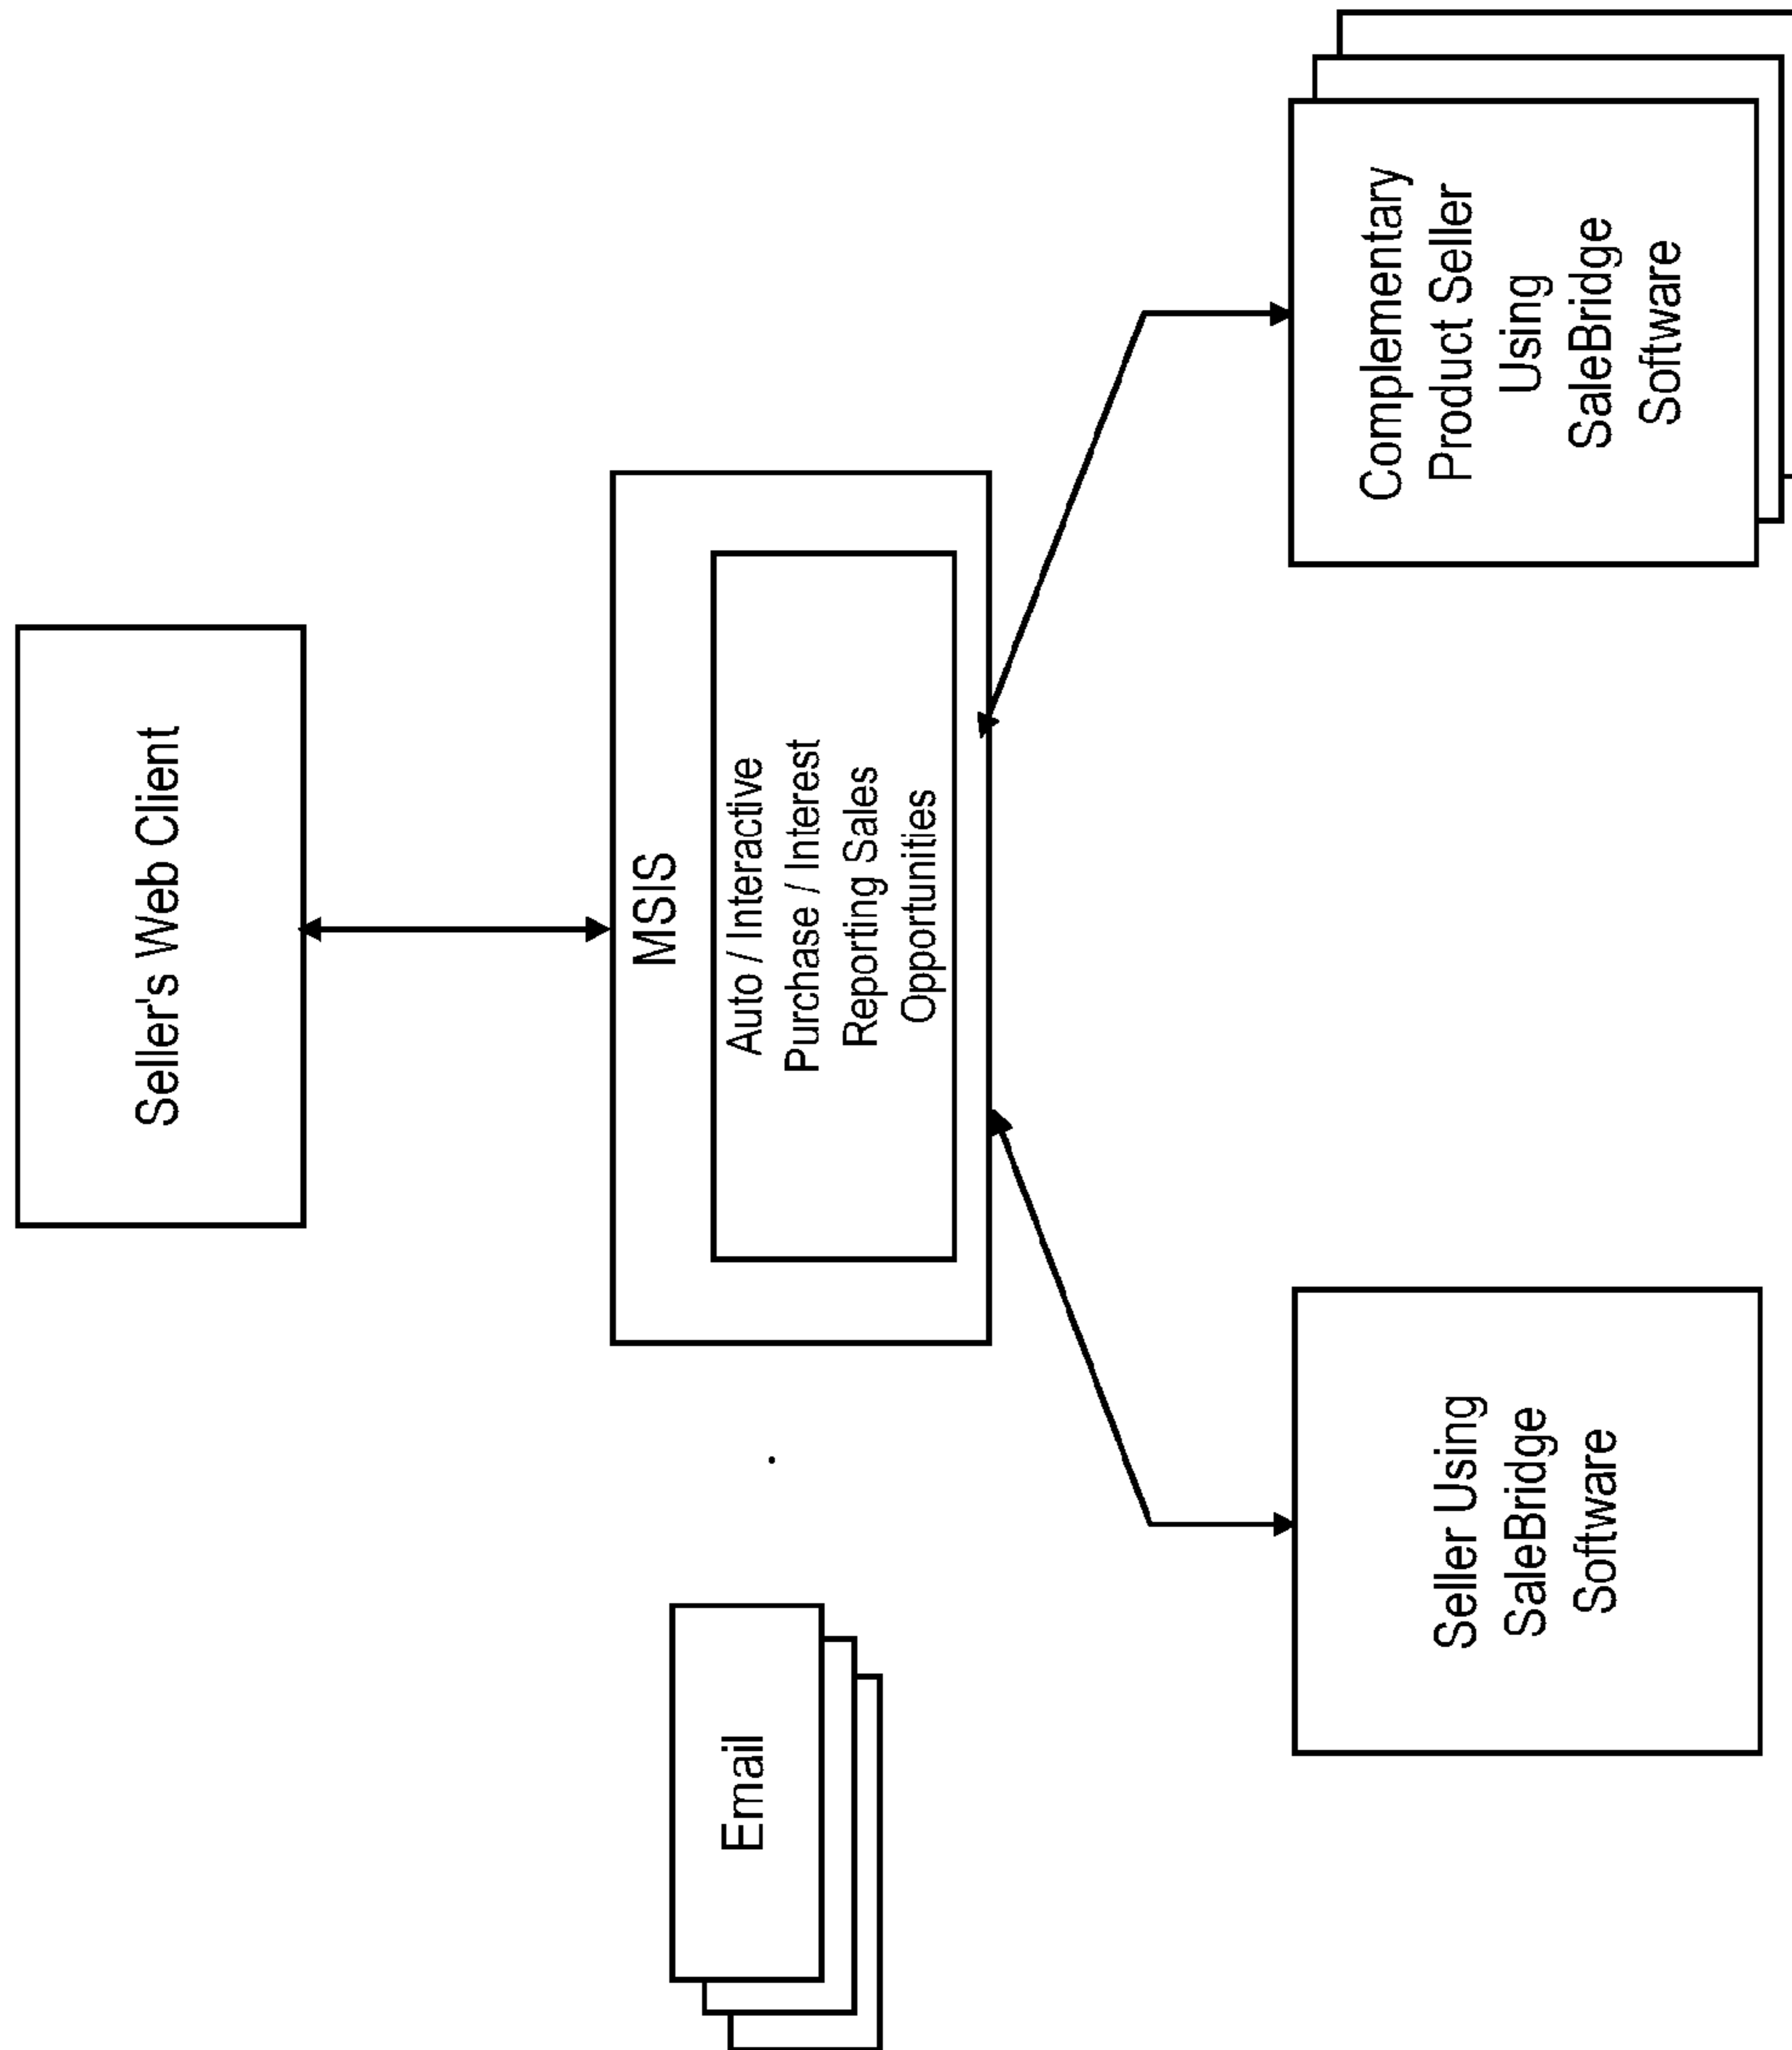 Seller's Web Client
MSIS
Auto / Interactive
Purchase / Interest
Reporting Sales
Opportunities
Email
Seller Using
SaleBridge
Software
Complementary
Product Seller
Using
SaleBridge
Software